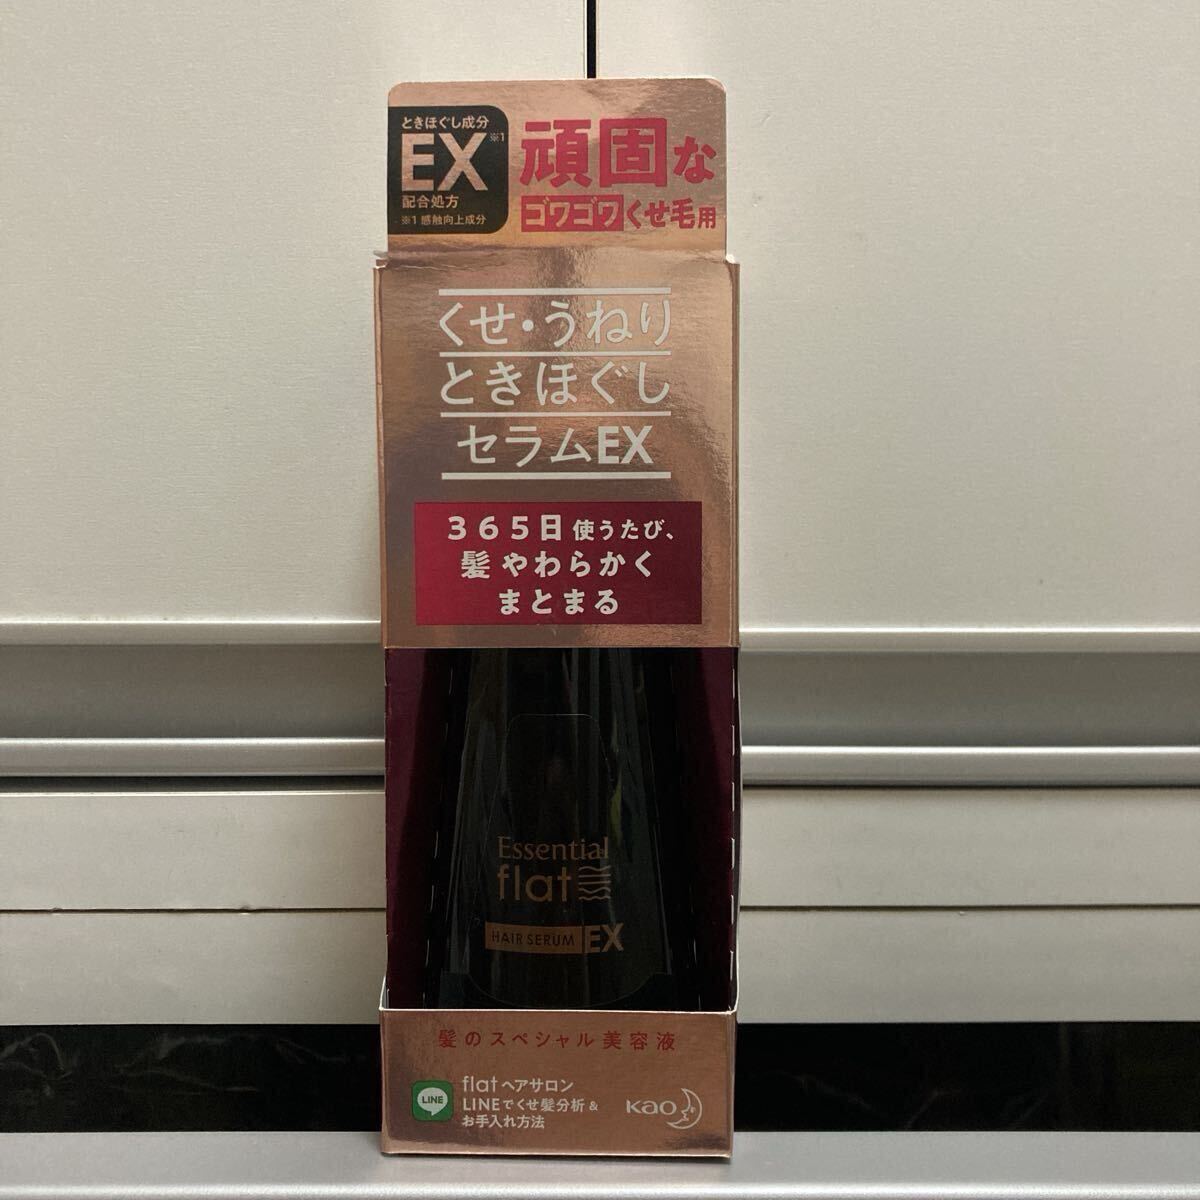 ときほぐし成分
EX※1
配合処方
※1 感触向上成分
頑固な
ゴワゴワくせ毛用
くせ・うねり
ときほぐし
セラムEX
365日使うたび、
髪やわらかく
まとまる
Essential
flat
HAIR SERUM EX
髪のスペシャル美容液
LINE
flatヘアサロン
LINEでくせ髪分析&
お手入れ方法
Kao